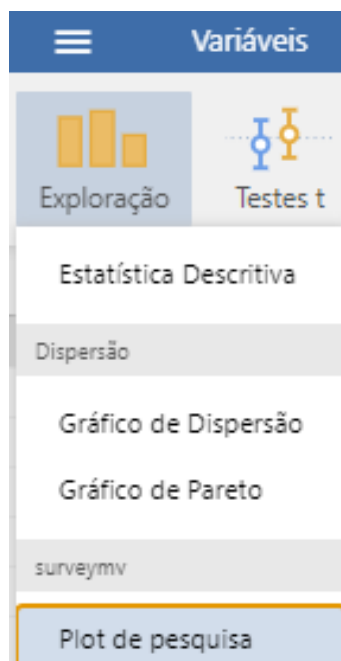 Variáveis
Exploração Testes t
Estatística Descritiva
Dispersão
Gráfico de Dispersão
Gráfico de Pareto
surveymv
Plot de pesquisa